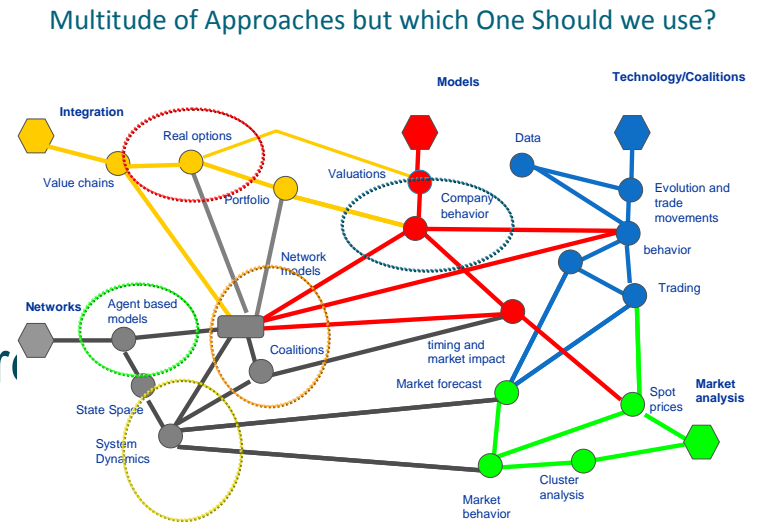 Multitude of Approaches but which One Should we use?
Models
Technology/Coalitions
Integration
Real options
Data
Value chains
Valuations
Portfolio
Company
behavior
Evolution and
trade
movements
behavior
Network
models
Trading
Networks
Agent based
models
Coalitions
timing and
market impact
Market forecast
State Space
System
Dynamics
Spot
prices
Market
analysis
Cluster
analysis
Market
behavior